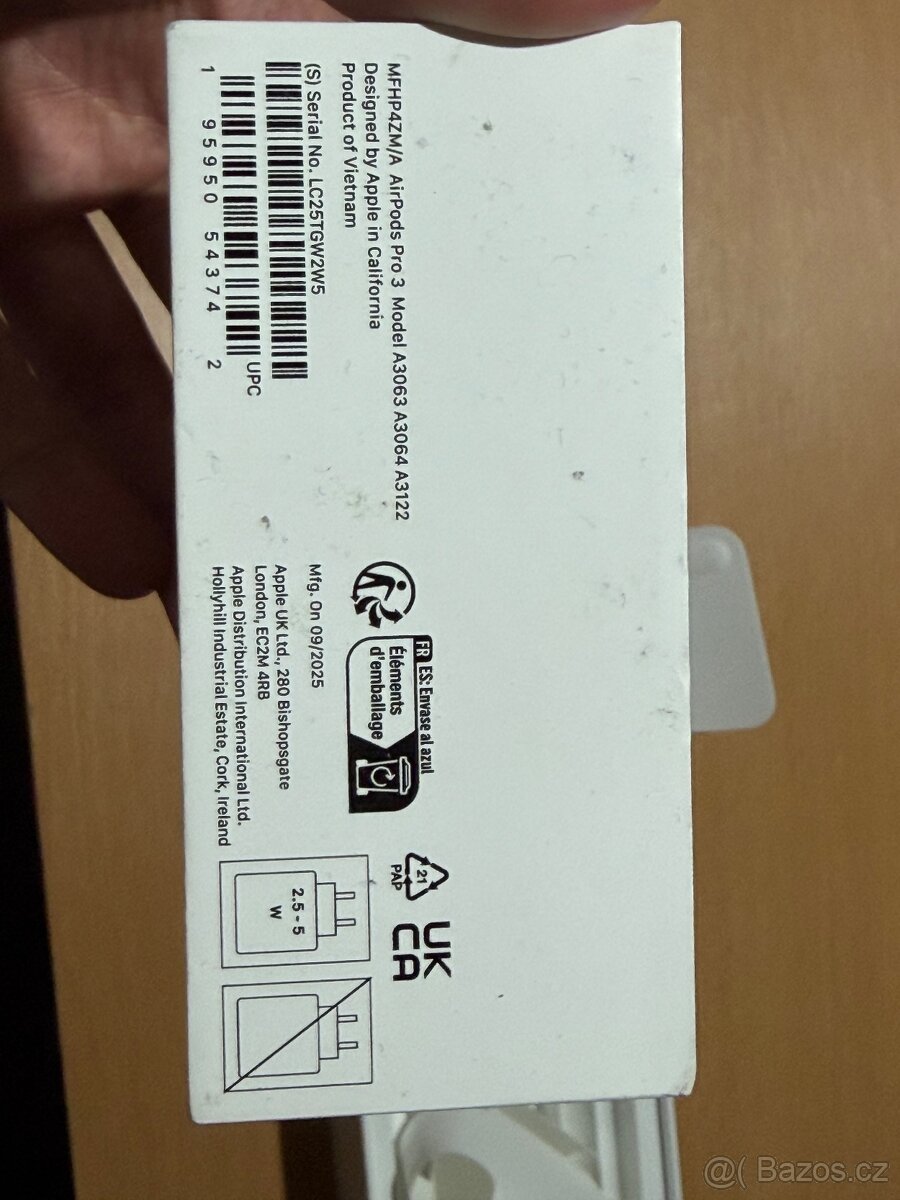 MFHP4ZM/A AirPods Pro 3 Model A3063 A3064 A3122
Designed by Apple in California
Product of Vietnam
(S) Serial No. LC25TGW2W5
UPC
1 95950 54374 2
FR ES: Envase al azul
Éléments
d'emballage
Mfg. On 09/2025
Apple UK Ltd., 280 Bishopsgate
London, EC2M 4RB
Apple Distribution International Ltd.
Hollyhill Industrial Estate, Cork, Ireland
21
PAP
UK
CA
2.5 - 5
W
@( Bazos.cz